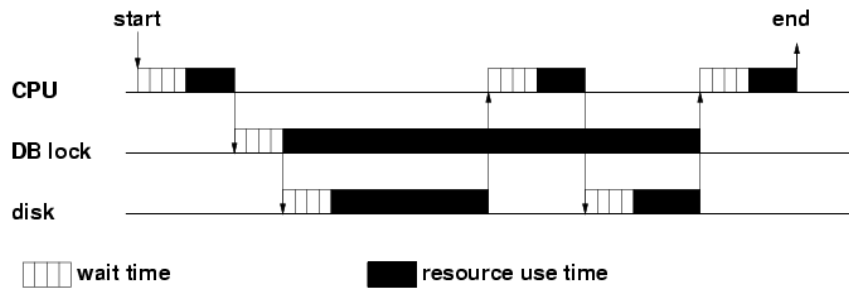 start
end
CPU
DB lock
disk
wait time
resource use time